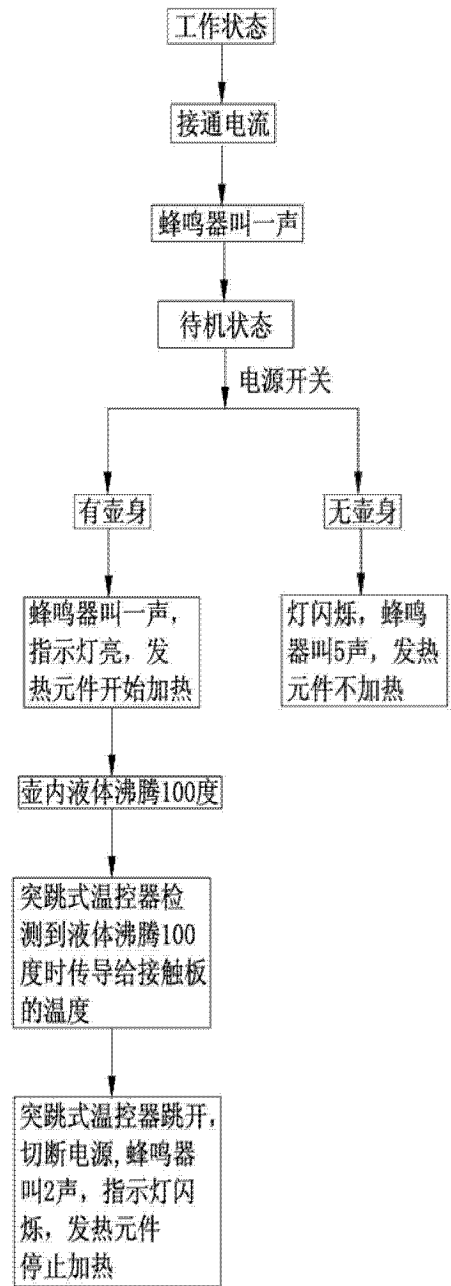 工作状态
接通电流
蜂鸣器叫一声
待机状态
电源开关
有壶身
无壶身
蜂鸣器叫一声,
指示灯亮, 发
热元件开始加热
灯闪烁, 蜂鸣
器叫5声, 发热
元件不加热
壶内液体沸腾100度
突跳式温控器检
测到液体沸腾100
度时传导给接触板
的温度
突跳式温控器跳开,
切断电源,蜂鸣器
叫2声, 指示灯闪
烁, 发热元件
停止加热